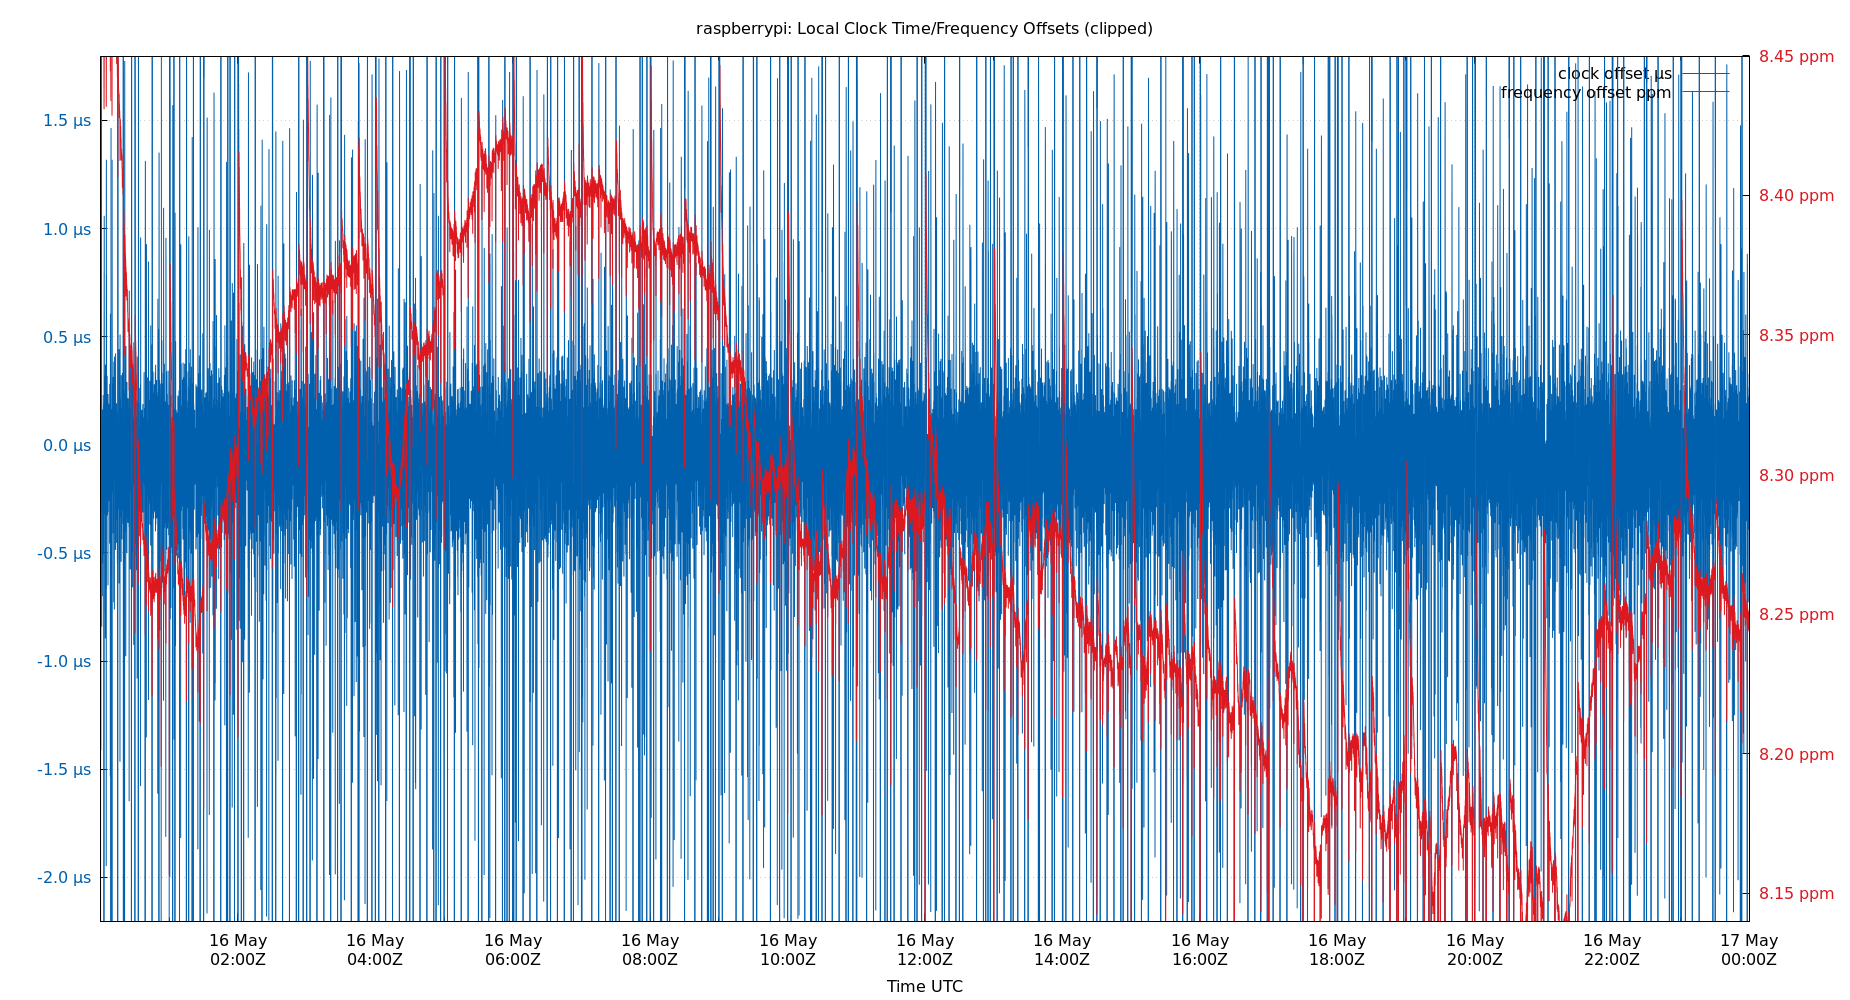 raspberrypi: Local Clock Time/Frequency Offsets (clipped)
clock offset µs
frequency offset ppm
1.5 µs
1.0 µs
0.5 µs
0.0 µs
-0.5 µs
-1.0 µs
-1.5 µs
-2.0 µs
8.45 ppm
8.40 ppm
8.35 ppm
8.30 ppm
8.25 ppm
8.20 ppm
8.15 ppm
16 May 16 May 16 May 16 May 16 May 16 May 16 May 16 May 16 May 16 May 16 May 17 May
02:00Z 04:00Z 06:00Z 08:00Z 10:00Z 12:00Z 14:00Z 16:00Z 18:00Z 20:00Z 22:00Z 00:00Z
Time UTC